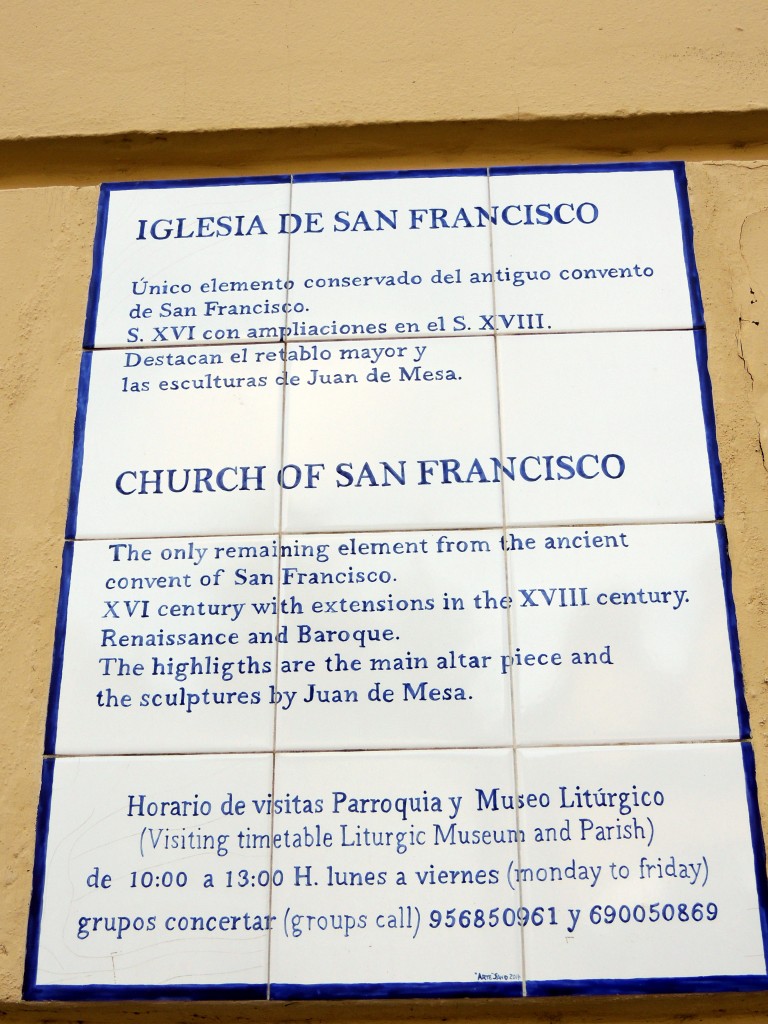 IGLESIA DE SAN FRANCISCO
Único elemento conservado del antiguo convento
de San Francisco.
S. XVI con ampliaciones en el S. XVIII.
Destacan el retablo mayor y
las esculturas de Juan de Mesa.
CHURCH OF SAN FRANCISCO
The only remaining element from the ancient
convent of San Francisco.
XVI century with extensions in the XVIII century.
Renaissance and Baroque.
The highligths are the main altar piece and
the sculptures by Juan de Mesa.
Horario de visitas Parroquia y Museo Litúrgico
(Visiting timetable Liturgic Museum and Parish)
de 10:00 a 13:00 H. lunes a viernes (monday to friday)
grupos concertar (groups call) 956850961 y 690050869